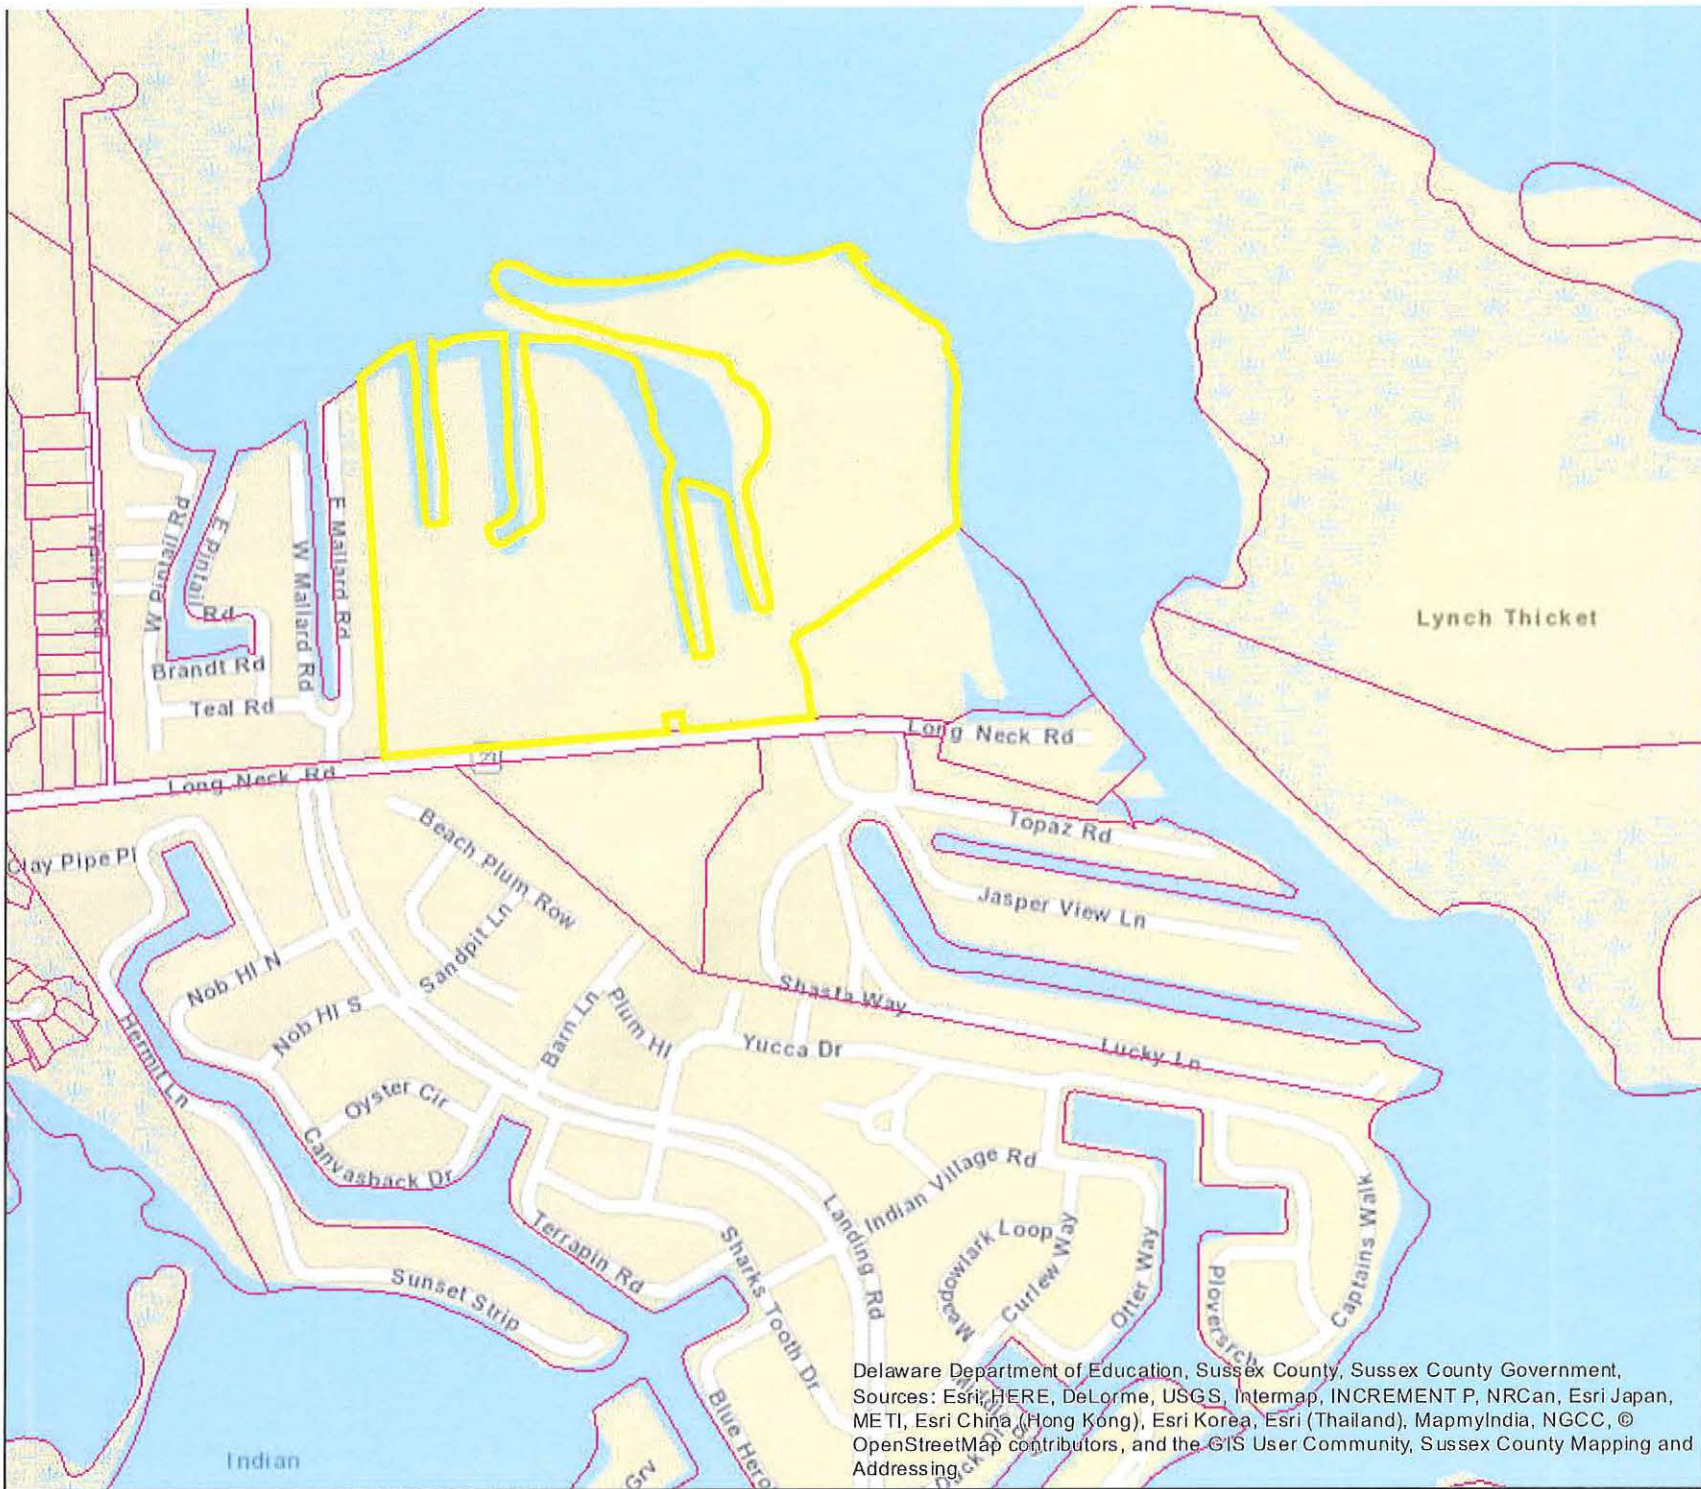 W Pintail Rd
E Pintail
Rd
W Mallard Rd
E Mallard Rd
Brandt Rd
Teal Rd
Lynch Thicket
Long Neck Rd
23
Long Neck Rd
Clay Pipe Pl
Beach Plum Row
Topaz Rd
Jasper View Ln
Sandpit Ln
Nob Hl N
Nob Hl S
Shasta Way
Barn Ln
Plum Hl
Yucca Dr
Lucky Ln
Hermit Ln
Oyster Cir
Canvasback Dr
Indian Village Rd
Landing Rd
Meadowlark Loop
Curlew Way
Otter Way
Captains Walk
Terrapin Rd
Sharks Tooth Dr
Sunset Strip
Delaware Department of Education, Sussex County, Sussex County Government,
Sources: Esri, HERE, DeLorme, USGS, Intermap, INCREMENT P, NRCan, Esri Japan,
METI, Esri China (Hong Kong), Esri Korea, Esri (Thailand), MapmyIndia, NGCC, ©
OpenStreetMap contributors, and the GIS User Community, Sussex County Mapping and
Addressing
Indian
Grv